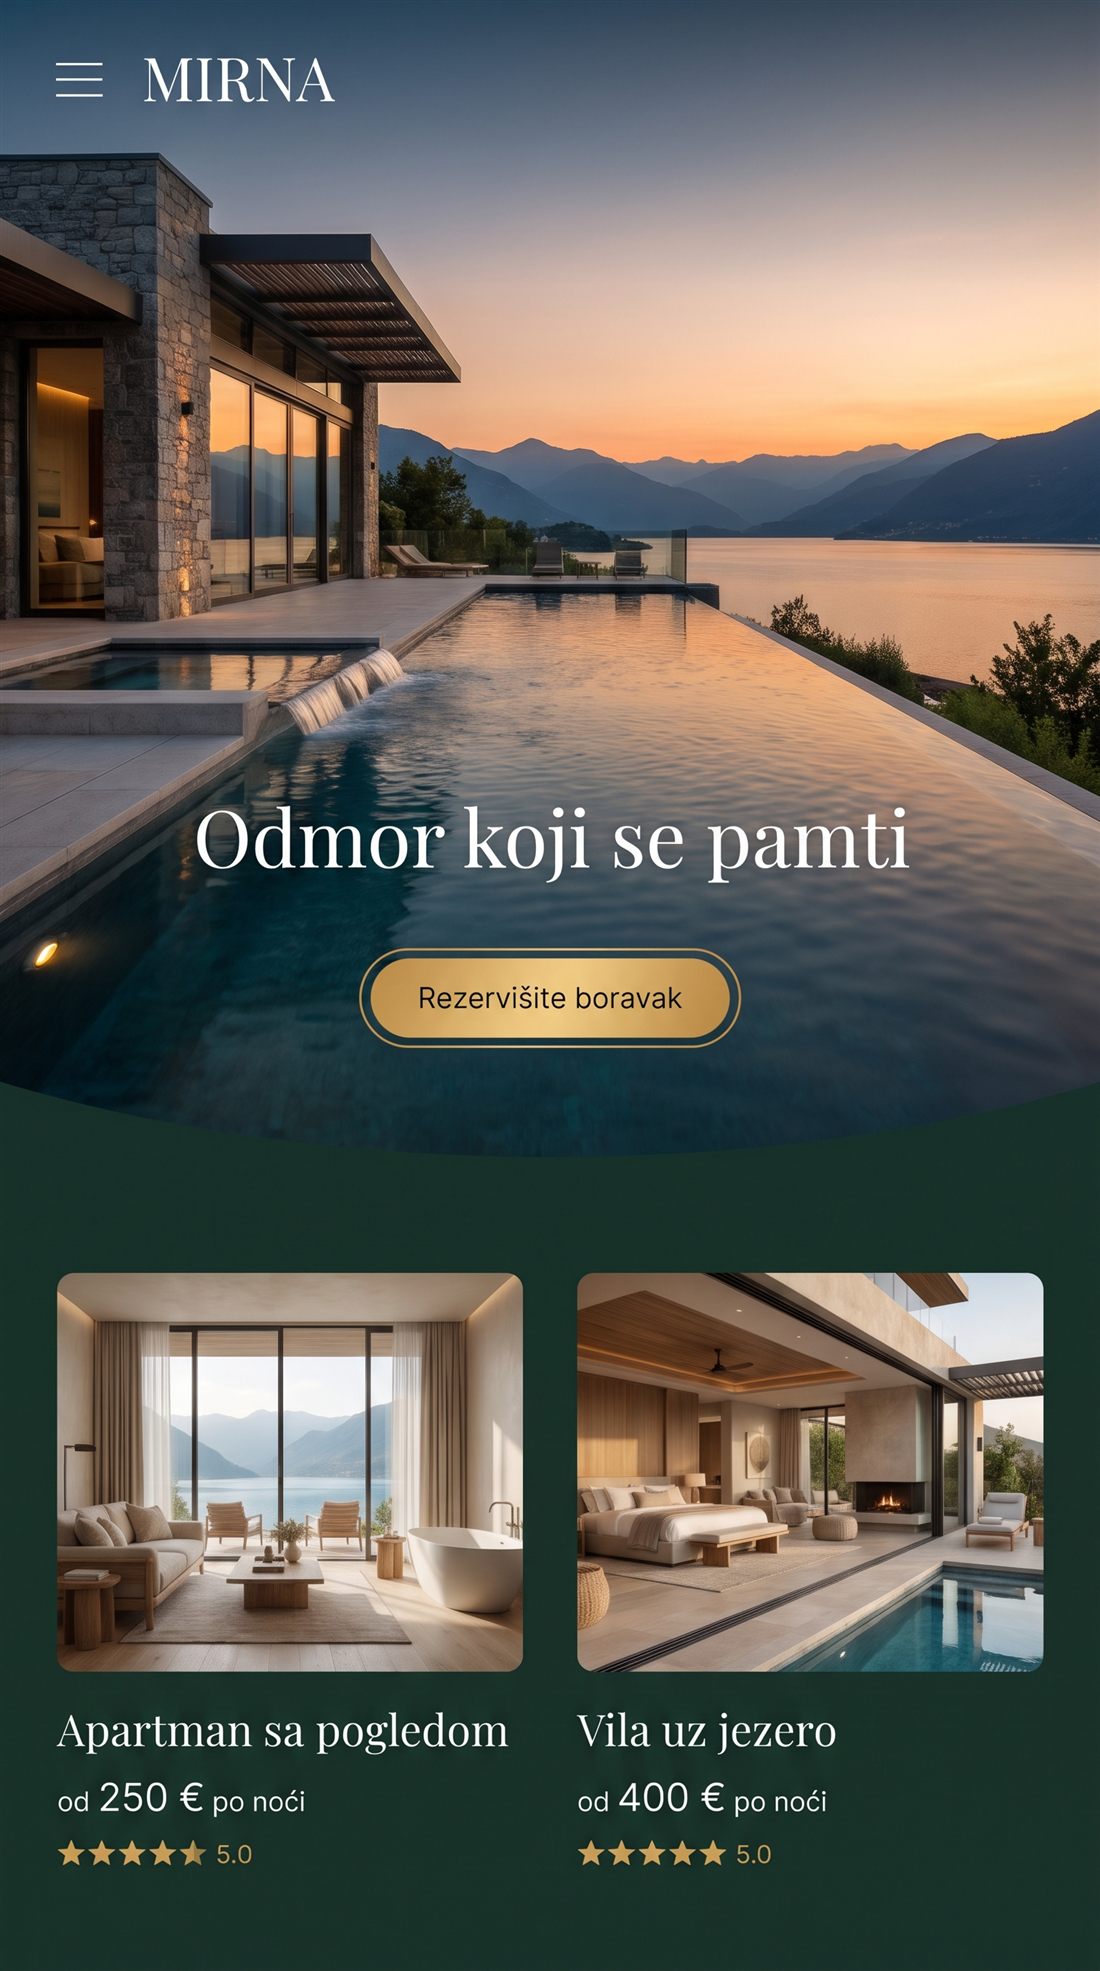 MIRNA
Odmor koji se pamti
Rezervišite boravak
Apartman sa pogledom
od 250 € po noći
5.0
Vila uz jezero
od 400 € po noći
5.0